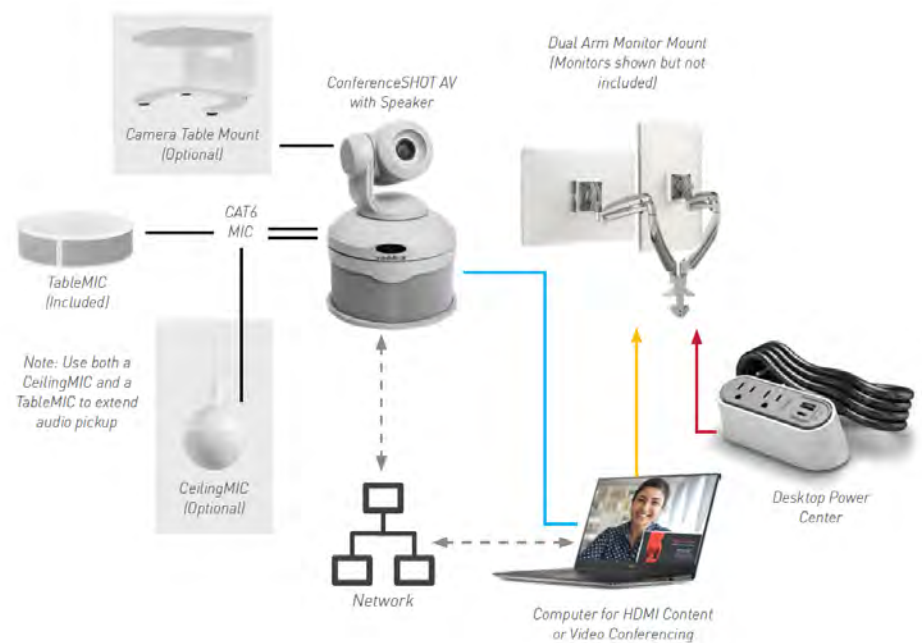 Dual Arm Monitor Mount
(Monitors shown but not
included)
ConferenceSHOT AV
with Speaker
Camera Table Mount
(Optional)
CAT6
MIC
TableMIC
(Included)
Note: Use both a
CeilingMIC and a
TableMIC to extend
audio pickup
CeilingMIC
(Optional)
Desktop Power
Center
Network
Computer for HDMI Content
or Video Conferencing